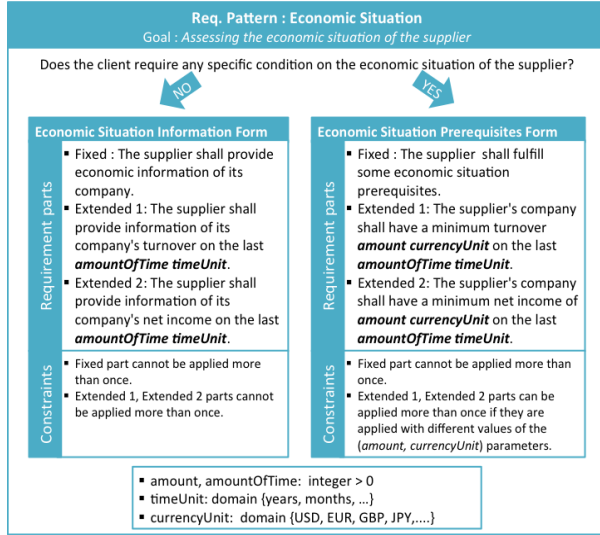 Req. Pattern : Economic Situation
Goal : Assessing the economic situation of the supplier
Does the client require any specific condition on the economic situation of the supplier?
NO
YES
Economic Situation Information Form
Requirement parts
▪ Fixed : The supplier shall provide
economic information of its
company.
▪ Extended 1: The supplier shall
provide information of its
company's turnover on the last
amountOfTime timeUnit.
▪ Extended 2: The supplier shall
provide information of its
company's net income on the last
amountOfTime timeUnit.
Constraints
▪ Fixed part cannot be applied more
than once.
▪ Extended 1, Extended 2 parts cannot
be applied more than once.
Economic Situation Prerequisites Form
Requirement parts
▪ Fixed : The supplier shall fulfill
some economic situation
prerequisites.
▪ Extended 1: The supplier's company
shall have a minimum turnover
amount currencyUnit on the last
amountOfTime timeUnit.
▪ Extended 2: The supplier's company
shall have a minimum net income of
amount currencyUnit on the last
amountOfTime timeUnit.
Constraints
▪ Fixed part cannot be applied more than
once.
▪ Extended 1, Extended 2 parts can be
applied more than once if they are
applied with different values of the
(amount, currencyUnit) parameters.
▪ amount, amountOfTime: integer > 0
▪ timeUnit: domain {years, months, ...}
▪ currencyUnit: domain {USD, EUR, GBP, JPY,....}